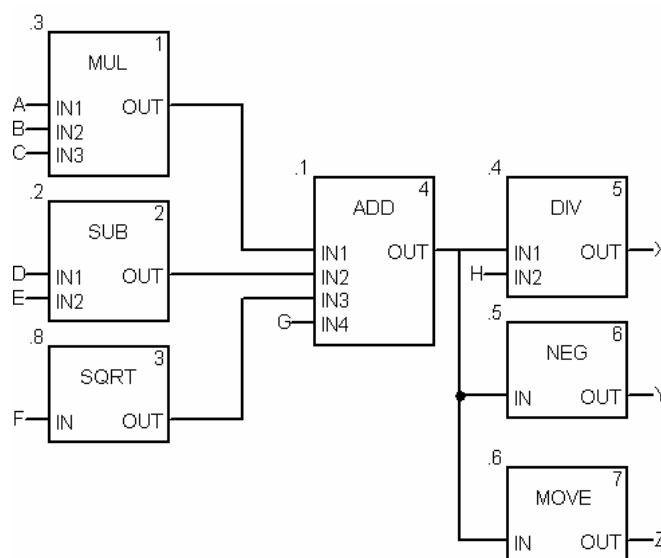 .3
1
MUL
A IN1 OUT
B IN2
C IN3
.2
2
SUB
D IN1 OUT
E IN2
.8
3
SQRT
F IN OUT
.1
4
ADD
IN1 OUT
IN2
IN3
G IN4
.4
5
DIV
IN1 OUT X
H IN2
.5
6
NEG
IN OUT Y
.6
7
MOVE
IN OUT Z